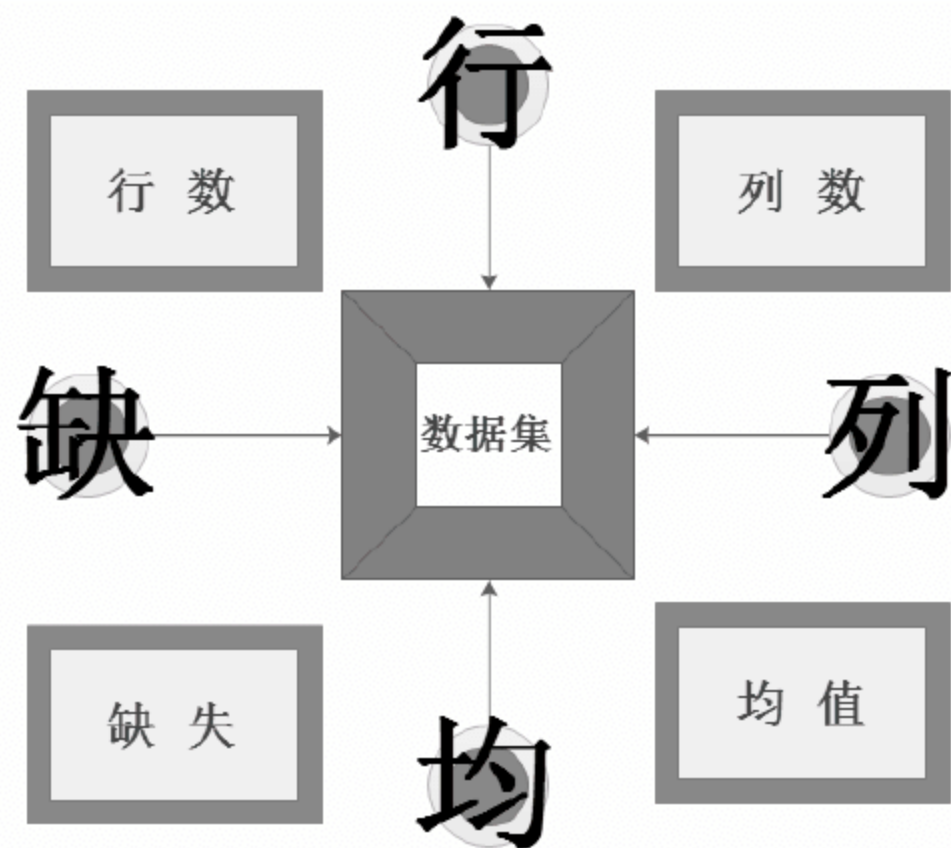 行
行 数
列 数
缺
数据集
列
缺 失
均 值
均